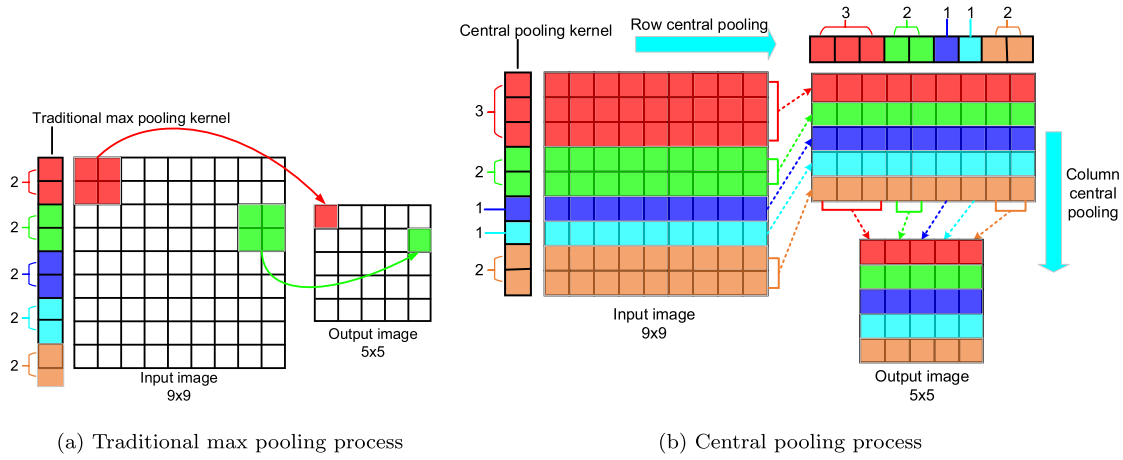 Traditional max pooling kernel
2
2
2
2
2
Input image
9x9
Output image
5x5
(a) Traditional max pooling process
Central pooling kernel
Row central pooling
3
2
1
1
2
3
2
1
1
2
Input image
9x9
Column
central
pooling
Output image
5x5
(b) Central pooling process